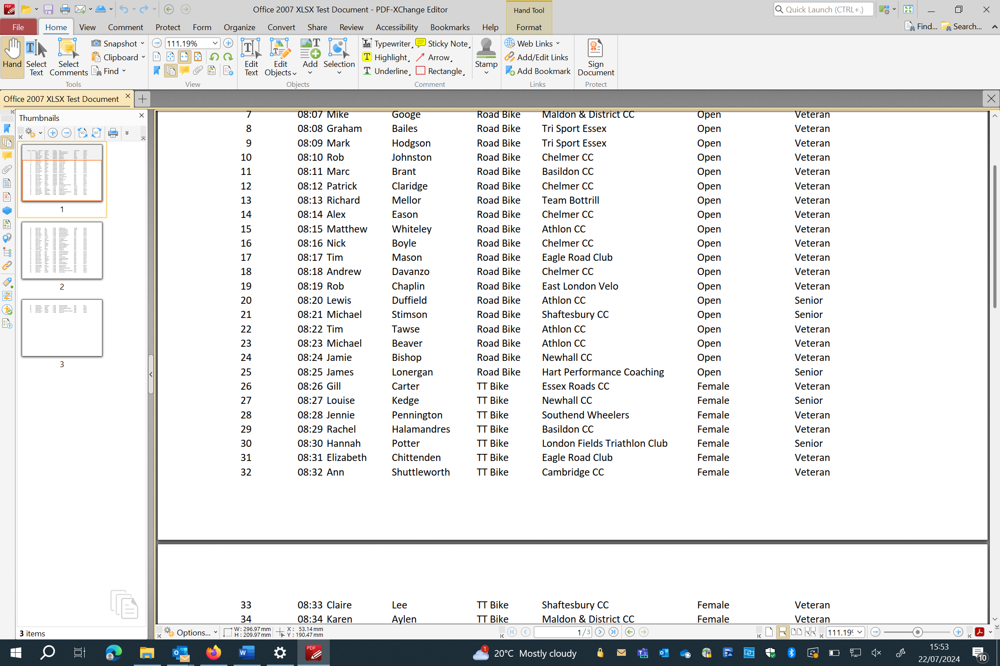 Office 2007 XLSX Test Document - PDF-XChange Editor
Hand Tool
Quick Launch (CTRL+.)
File Home View Comment Protect Form Organize Convert Share Review Accessibility Bookmarks Help Format Find... Search...
Hand
Select Text
Select Comments
Snapshot
Clipboard
Find
Tools
111.19%
View
Edit Text
Edit Objects
Add
Selection
Objects
Typewriter
Sticky Note
Highlight
Arrow
Underline
Rectangle
Stamp
Comment
Web Links
Add/Edit Links
Add Bookmark
Links
Sign Document
Protect
Office 2007 XLSX Test Document
Thumbnails
1
2
3
3 items
7 08:07 Mike Googe Road Bike Maldon & District CC Open Veteran
8 08:08 Graham Bailes Road Bike Tri Sport Essex Open Veteran
9 08:09 Mark Hodgson Road Bike Tri Sport Essex Open Veteran
10 08:10 Rob Johnston Road Bike Chelmer CC Open Veteran
11 08:11 Marc Brant Road Bike Basildon CC Open Veteran
12 08:12 Patrick Claridge Road Bike Chelmer CC Open Veteran
13 08:13 Richard Mellor Road Bike Team Bottrill Open Veteran
14 08:14 Alex Eason Road Bike Chelmer CC Open Veteran
15 08:15 Matthew Whiteley Road Bike Athlon CC Open Veteran
16 08:16 Nick Boyle Road Bike Chelmer CC Open Veteran
17 08:17 Tim Mason Road Bike Eagle Road Club Open Veteran
18 08:18 Andrew Davanzo Road Bike Chelmer CC Open Veteran
19 08:19 Rob Chaplin Road Bike East London Velo Open Veteran
20 08:20 Lewis Duffield Road Bike Athlon CC Open Senior
21 08:21 Michael Stimson Road Bike Shaftesbury CC Open Senior
22 08:22 Tim Tawse Road Bike Athlon CC Open Veteran
23 08:23 Michael Beaver Road Bike Athlon CC Open Veteran
24 08:24 Jamie Bishop Road Bike Newhall CC Open Veteran
25 08:25 James Lonergan Road Bike Hart Performance Coaching Open Senior
26 08:26 Gill Carter TT Bike Essex Roads CC Female Veteran
27 08:27 Louise Kedge TT Bike Newhall CC Female Senior
28 08:28 Jennie Pennington TT Bike Southend Wheelers Female Veteran
29 08:29 Rachel Halamandres TT Bike Basildon CC Female Veteran
30 08:30 Hannah Potter TT Bike London Fields Triathlon Club Female Senior
31 08:31 Elizabeth Chittenden TT Bike Eagle Road Club Female Veteran
32 08:32 Ann Shuttleworth TT Bike Cambridge CC Female Veteran
33 08:33 Claire Lee TT Bike Shaftesbury CC Female Veteran
34 08:34 Karen Aylen TT Bike Maldon & District CC Female Veteran
Options...
W: 296.97 mm
H: 209.97 mm
X: 53.14 mm
Y: 190.47 mm
1 / 3
111.19%
20°C Mostly cloudy
15:53
22/07/2024
10